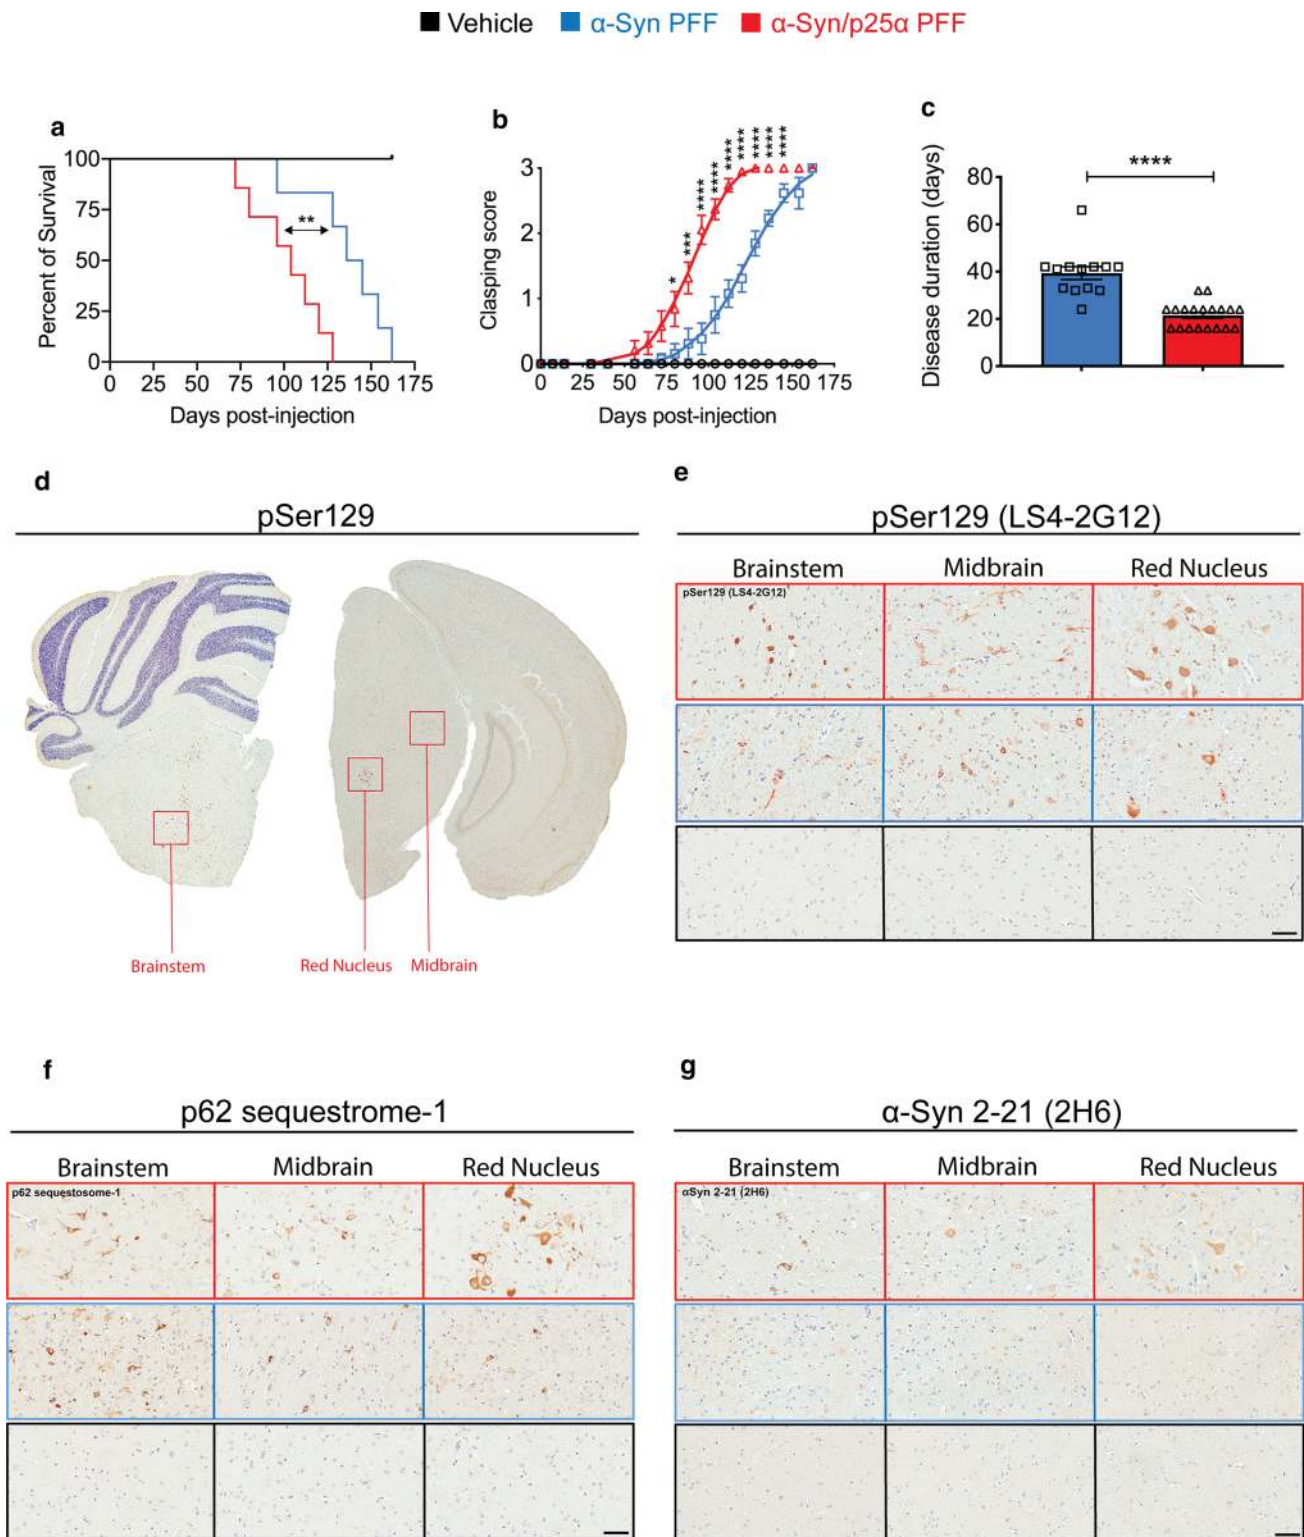 Vehicle α-Syn PFF α-Syn/p25α PFF
a
Percent of Survival
100
75
50
25
0
**
0 25 50 75 100 125 150 175
Days post-injection
b
Clasping score
3
2
1
0
* *** **** **** **** **** **** **** ****
0 25 50 75 100 125 150 175
Days post-injection
c
Disease duration (days)
80
60
40
20
0
****
d
pSer129
Brainstem
Red Nucleus
Midbrain
e
pSer129 (LS4-2G12)
Brainstem Midbrain Red Nucleus
pSer129 (LS4-2G12)
f
p62 sequestrome-1
Brainstem Midbrain Red Nucleus
p62 sequestosome-1
g
α-Syn 2-21 (2H6)
Brainstem Midbrain Red Nucleus
αSyn 2-21 (2H6)